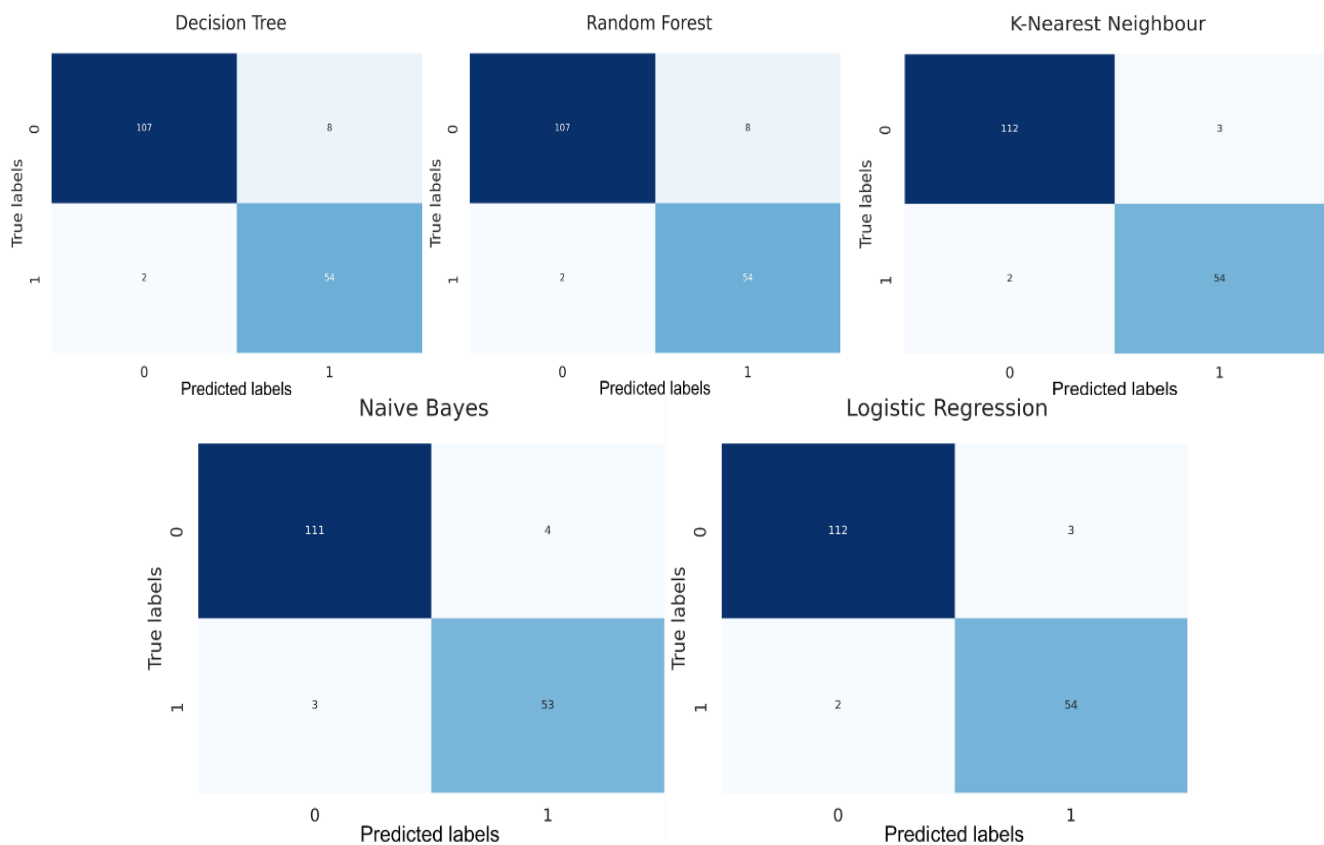 Decision Tree
Random Forest
K-Nearest Neighbour
True labels
0
107
8
1
2
54
0
1
Predicted labels
True labels
0
107
8
1
2
54
0
1
Predicted labels
True labels
0
112
3
1
2
54
0
1
Predicted labels
Naive Bayes
Logistic Regression
True labels
0
111
4
1
3
53
0
1
Predicted labels
True labels
0
112
3
1
2
54
0
1
Predicted labels